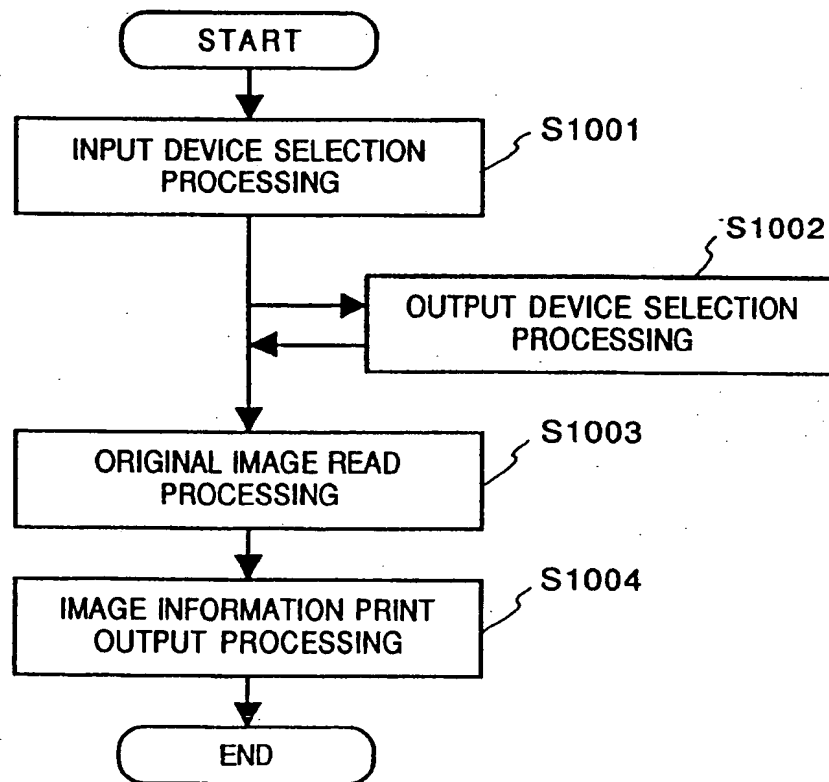 START
INPUT DEVICE SELECTION
PROCESSING
S1001
S1002
OUTPUT DEVICE SELECTION
PROCESSING
ORIGINAL IMAGE READ
PROCESSING
S1003
IMAGE INFORMATION PRINT
OUTPUT PROCESSING
S1004
END